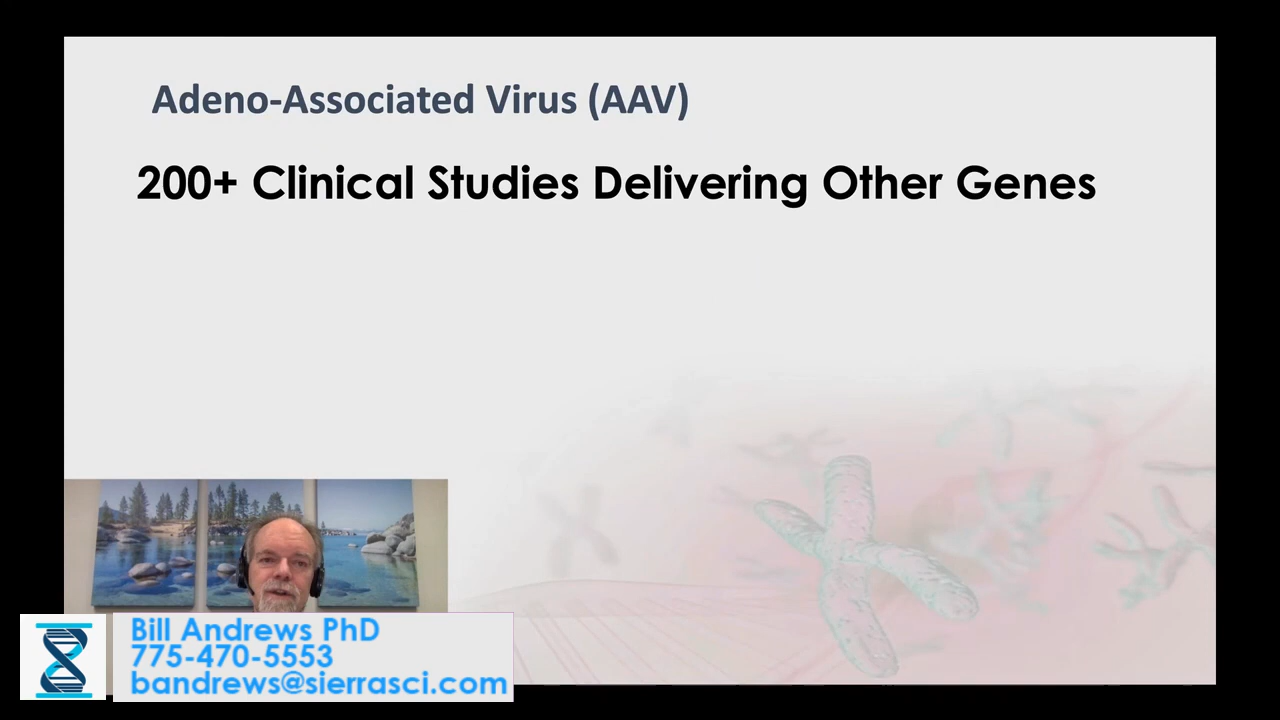 Adeno-Associated Virus (AAV)
200+ Clinical Studies Delivering Other Genes
Bill Andrews PhD
775-470-5553
bandrews@sierrasci.com